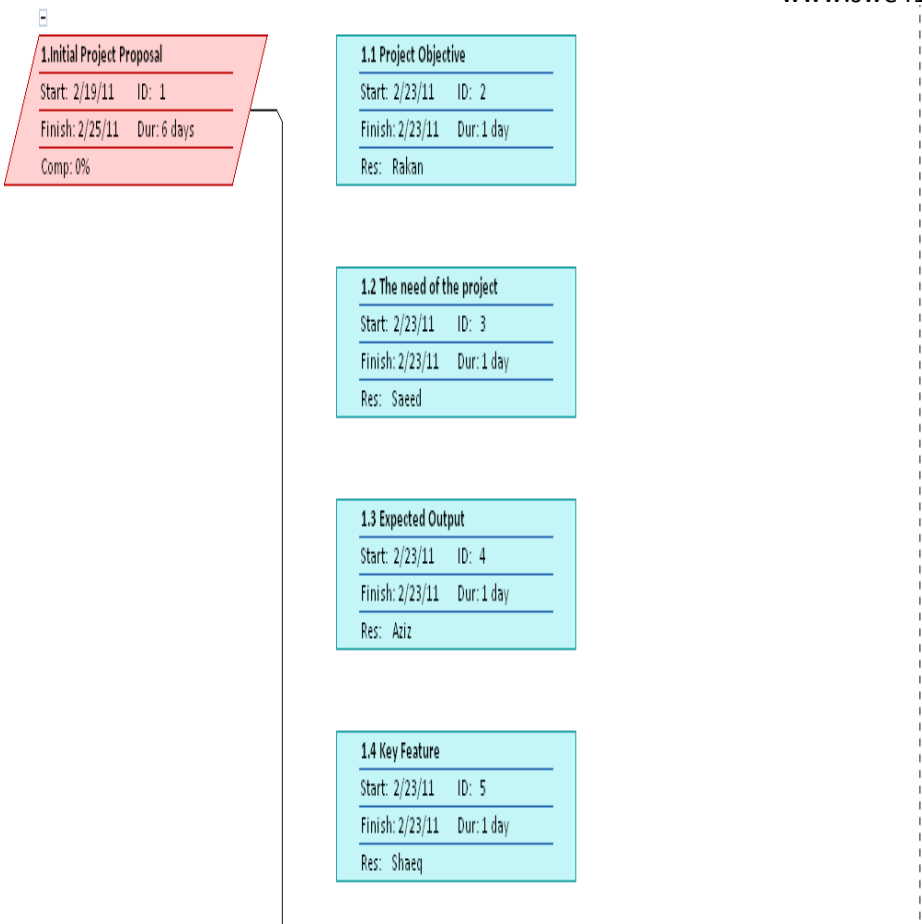 1.Initial Project Proposal
Start: 2/19/11 ID: 1
Finish: 2/25/11 Dur: 6 days
Comp: 0%
1.1 Project Objective
Start: 2/23/11 ID: 2
Finish: 2/23/11 Dur: 1 day
Res: Rakan
1.2 The need of the project
Start: 2/23/11 ID: 3
Finish: 2/23/11 Dur: 1 day
Res: Saeed
1.3 Expected Output
Start: 2/23/11 ID: 4
Finish: 2/23/11 Dur: 1 day
Res: Aziz
1.4 Key Feature
Start: 2/23/11 ID: 5
Finish: 2/23/11 Dur: 1 day
Res: Shaeq